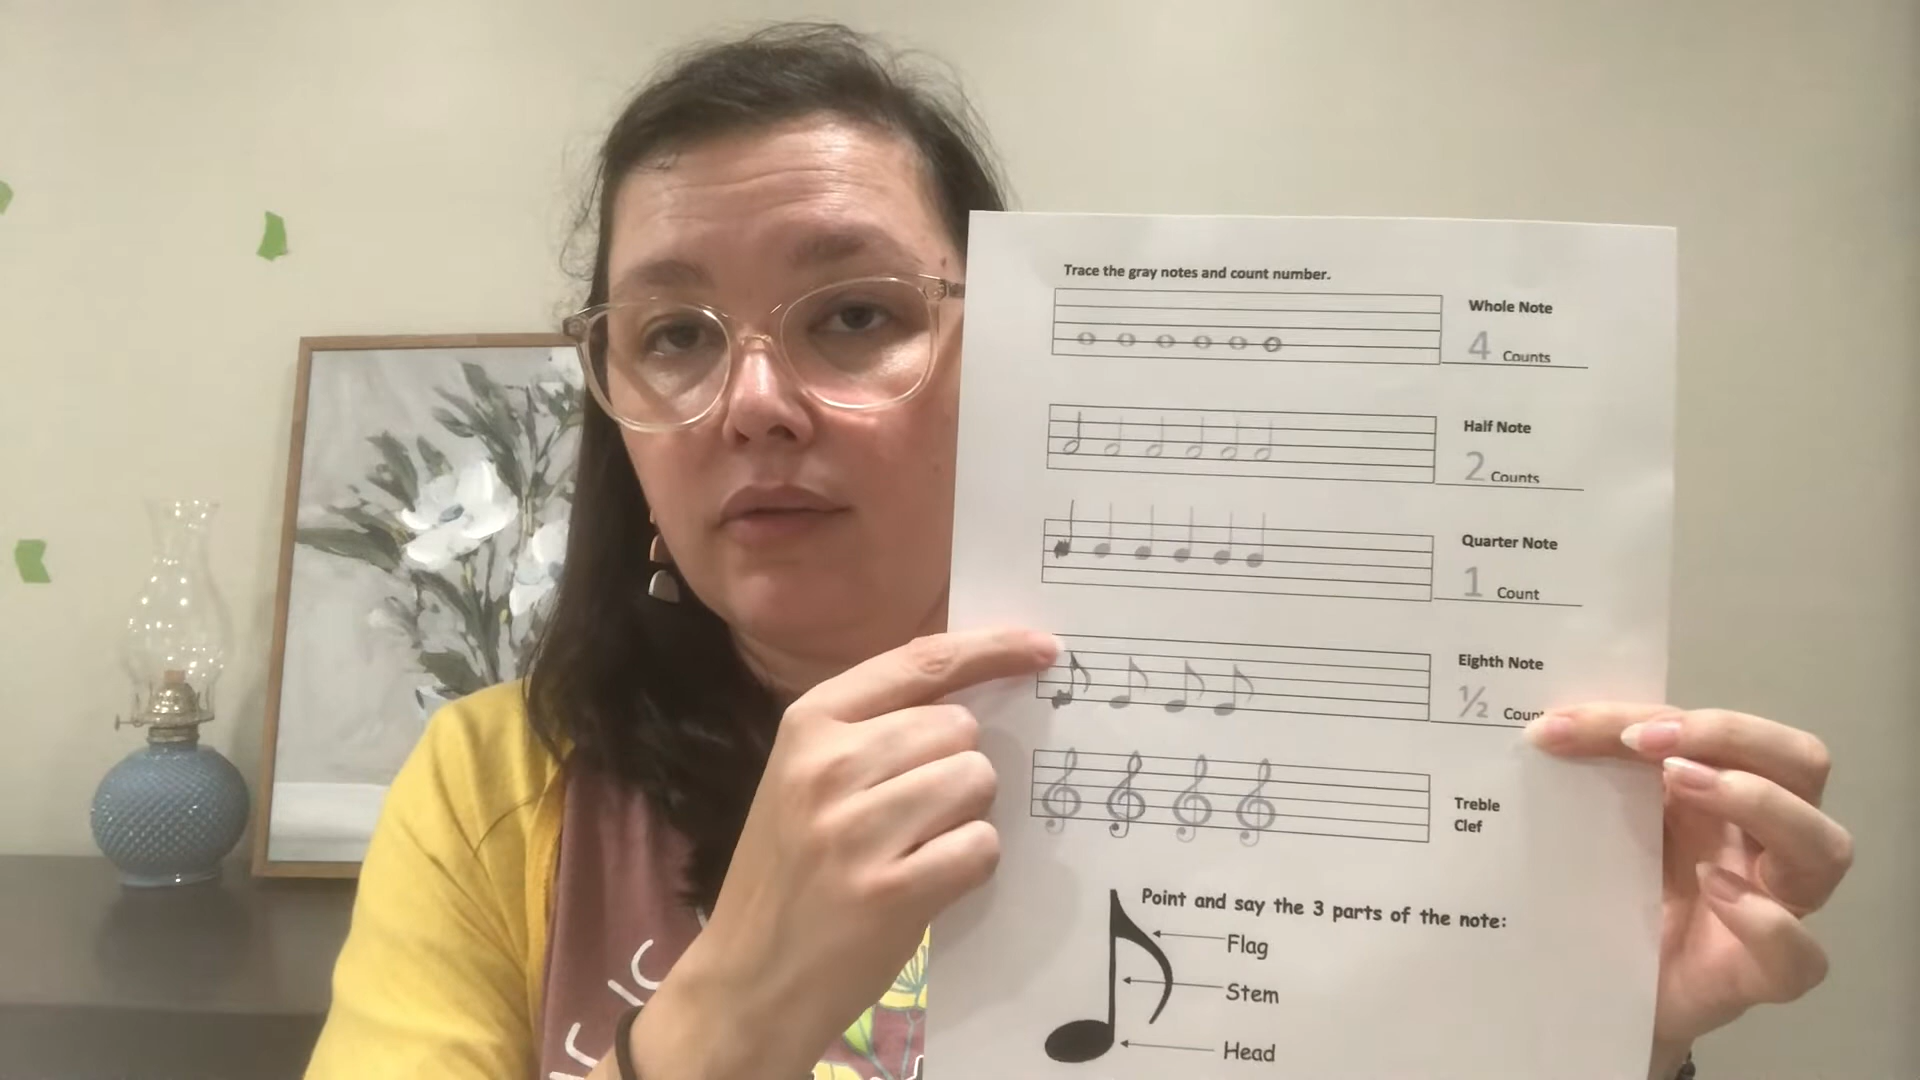 Trace the gray notes and count number.
Whole Note
4 Counts
Half Note
2 Counts
Quarter Note
1 Count
Eighth Note
½ Count
Treble
Clef
Point and say the 3 parts of the note:
Flag
Stem
Head